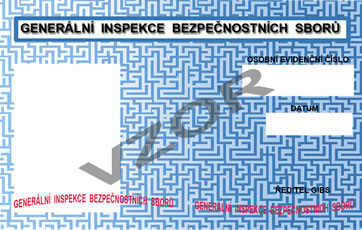 GENERÁLNÍ INSPEKCE BEZPEČNOSTNÍCH SBORŮ
OSOBNÍ EVIDENČNÍ ČÍSLO
VZOR
DATUM
ŘEDITEL GIBS
GENERÁLNÍ INSPEKCE BEZPEČNOSTNÍCH SBORŮ
GENERÁLNÍ INSPEKCE BEZPEČNOSTNÍCH SBORŮ